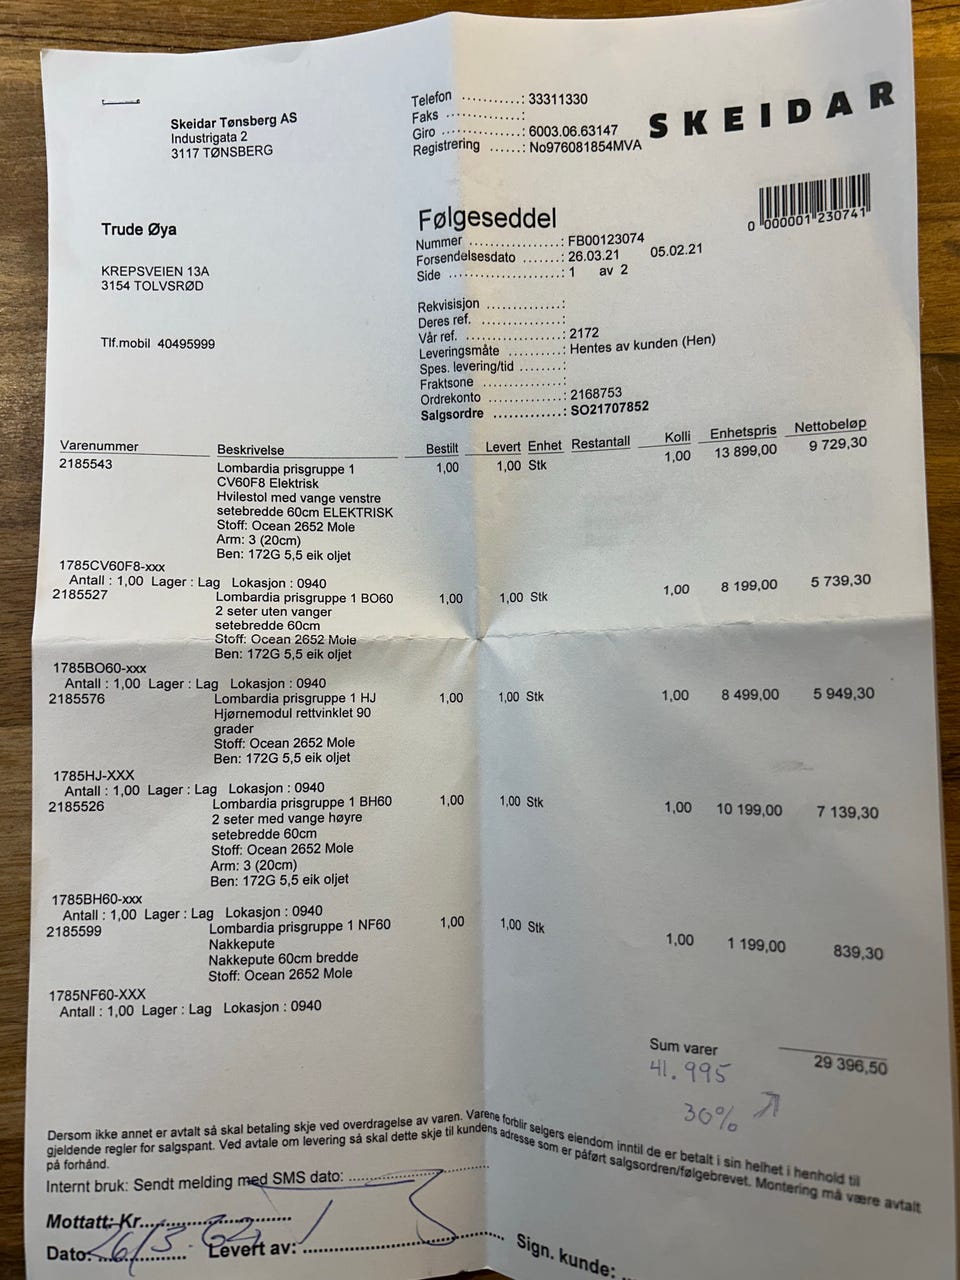 Skeidar Tønsberg AS
Industrigata 2
3117 TØNSBERG
Telefon ..........: 33311330
Faks .............:
Giro .............: 6003.06.63147
Registrering ......: No976081854MVA
SKEIDAR
Trude Øya
KREPSVEIEN 13A
3154 TOLVSRØD
Tlf.mobil 40495999
Følgeseddel
0 000001 230741
Nummer ................: FB00123074
Forsendelsesdato .......: 26.03.21 05.02.21
Side .....................: 1 av 2
Rekvisisjon ..............:
Deres ref. ...............:
Vår ref. .................: 2172
Leveringsmåte ..........: Hentes av kunden (Hen)
Spes. levering/tid ........:
Fraktsone ...............:
Ordrekonto ..............: 2168753
Salgsordre .............: SO21707852
Varenummer Beskrivelse Bestilt Levert Enhet Restantall Kolli Enhetspris Nettobeløp
2185543 Lombardia prisgruppe 1 1,00 1,00 Stk 1,00 13 899,00 9 729,30
CV60F8 Elektrisk
Hvilestol med vange venstre
setebredde 60cm ELEKTRISK
Stoff: Ocean 2652 Mole
Arm: 3 (20cm)
Ben: 172G 5,5 eik oljet
1785CV60F8-xxx
Antall : 1,00 Lager : Lag Lokasjon : 0940
2185527 Lombardia prisgruppe 1 BO60 1,00 1,00 Stk 1,00 8 199,00 5 739,30
2 seter uten vanger
setebredde 60cm
Stoff: Ocean 2652 Mole
Ben: 172G 5,5 eik oljet
1785BO60-xxx
Antall : 1,00 Lager : Lag Lokasjon : 0940
2185576 Lombardia prisgruppe 1 HJ 1,00 1,00 Stk 1,00 8 499,00 5 949,30
Hjørnemodul rettvinklet 90
grader
Stoff: Ocean 2652 Mole
Ben: 172G 5,5 eik oljet
1785HJ-XXX
Antall : 1,00 Lager : Lag Lokasjon : 0940
2185526 Lombardia prisgruppe 1 BH60 1,00 1,00 Stk 1,00 10 199,00 7 139,30
2 seter med vange høyre
setebredde 60cm
Stoff: Ocean 2652 Mole
Arm: 3 (20cm)
Ben: 172G 5,5 eik oljet
1785BH60-xxx
Antall : 1,00 Lager : Lag Lokasjon : 0940
2185599 Lombardia prisgruppe 1 NF60 1,00 1,00 Stk 1,00 1 199,00 839,30
Nakkepute
Nakkepute 60cm bredde
Stoff: Ocean 2652 Mole
1785NF60-XXX
Antall : 1,00 Lager : Lag Lokasjon : 0940
Sum varer 29 396,50
41.995
30%
Dersom ikke annet er avtalt så skal betaling skje ved overdragelse av varen. Varene forblir selgers eiendom inntil de er betalt i sin helhet i henhold til
gjeldende regler for salgspant. Ved avtale om levering så skal dette skje til kundens adresse som er påført salgsordren/følgebrevet. Montering må være avtalt
på forhånd.
Internt bruk: Sendt melding med SMS dato: ....................
Mottatt: Kr..........................
Dato: 26/3 Levert av: ................................... Sign. kunde: ..